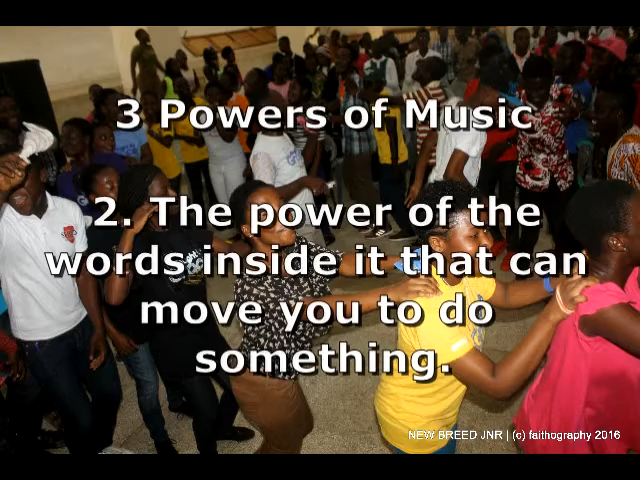 3 Powers of Music
2. The power of the
words inside it that can
move you to do
something.
NEW BREED JNR | (c) faithography 2016